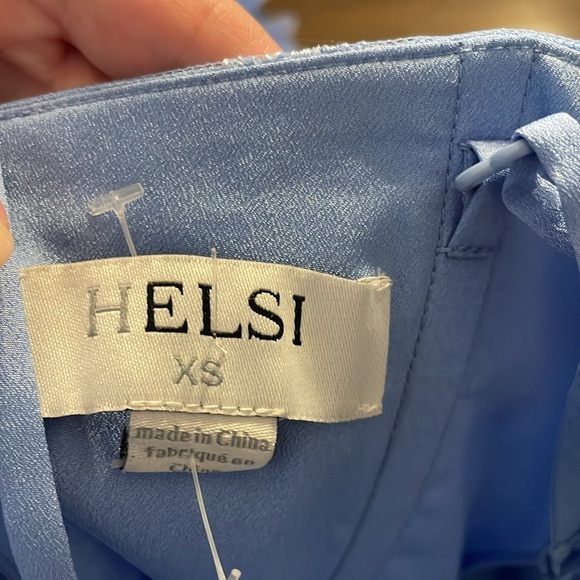 HELSI
XS
made in China
fabriqué en
Chine